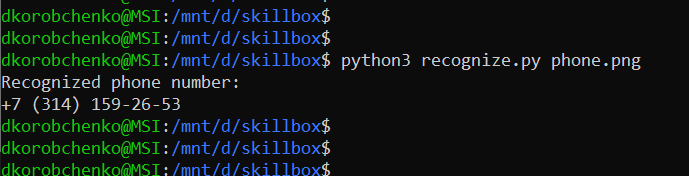 dkorobchenko@MSI:/mnt/d/skillbox$
dkorobchenko@MSI:/mnt/d/skillbox$
dkorobchenko@MSI:/mnt/d/skillbox$ python3 recognize.py phone.png
Recognized phone number:
+7 (314) 159-26-53
dkorobchenko@MSI:/mnt/d/skillbox$
dkorobchenko@MSI:/mnt/d/skillbox$
dkorobchenko@MSI:/mnt/d/skillbox$